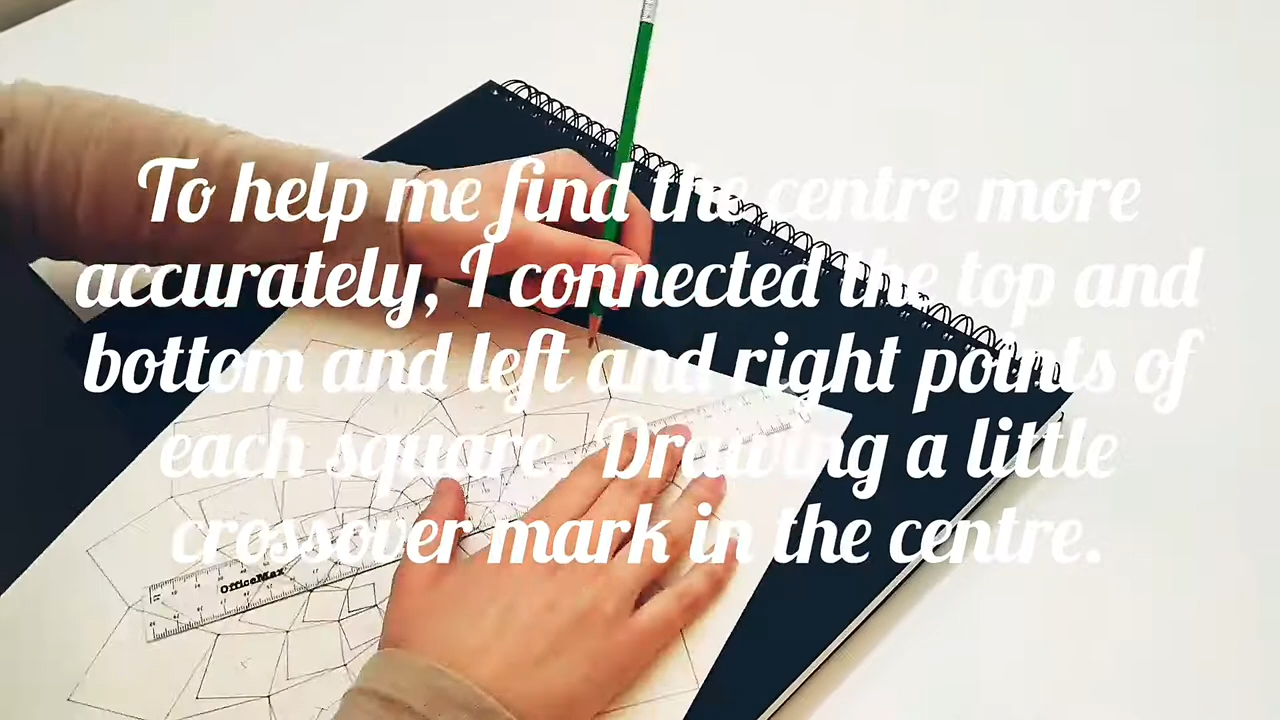 To help me find the centre more
accurately, I connected the top and
bottom and left and right points of
each square. Drawing a little
crossover mark in the centre.
OfficeMax